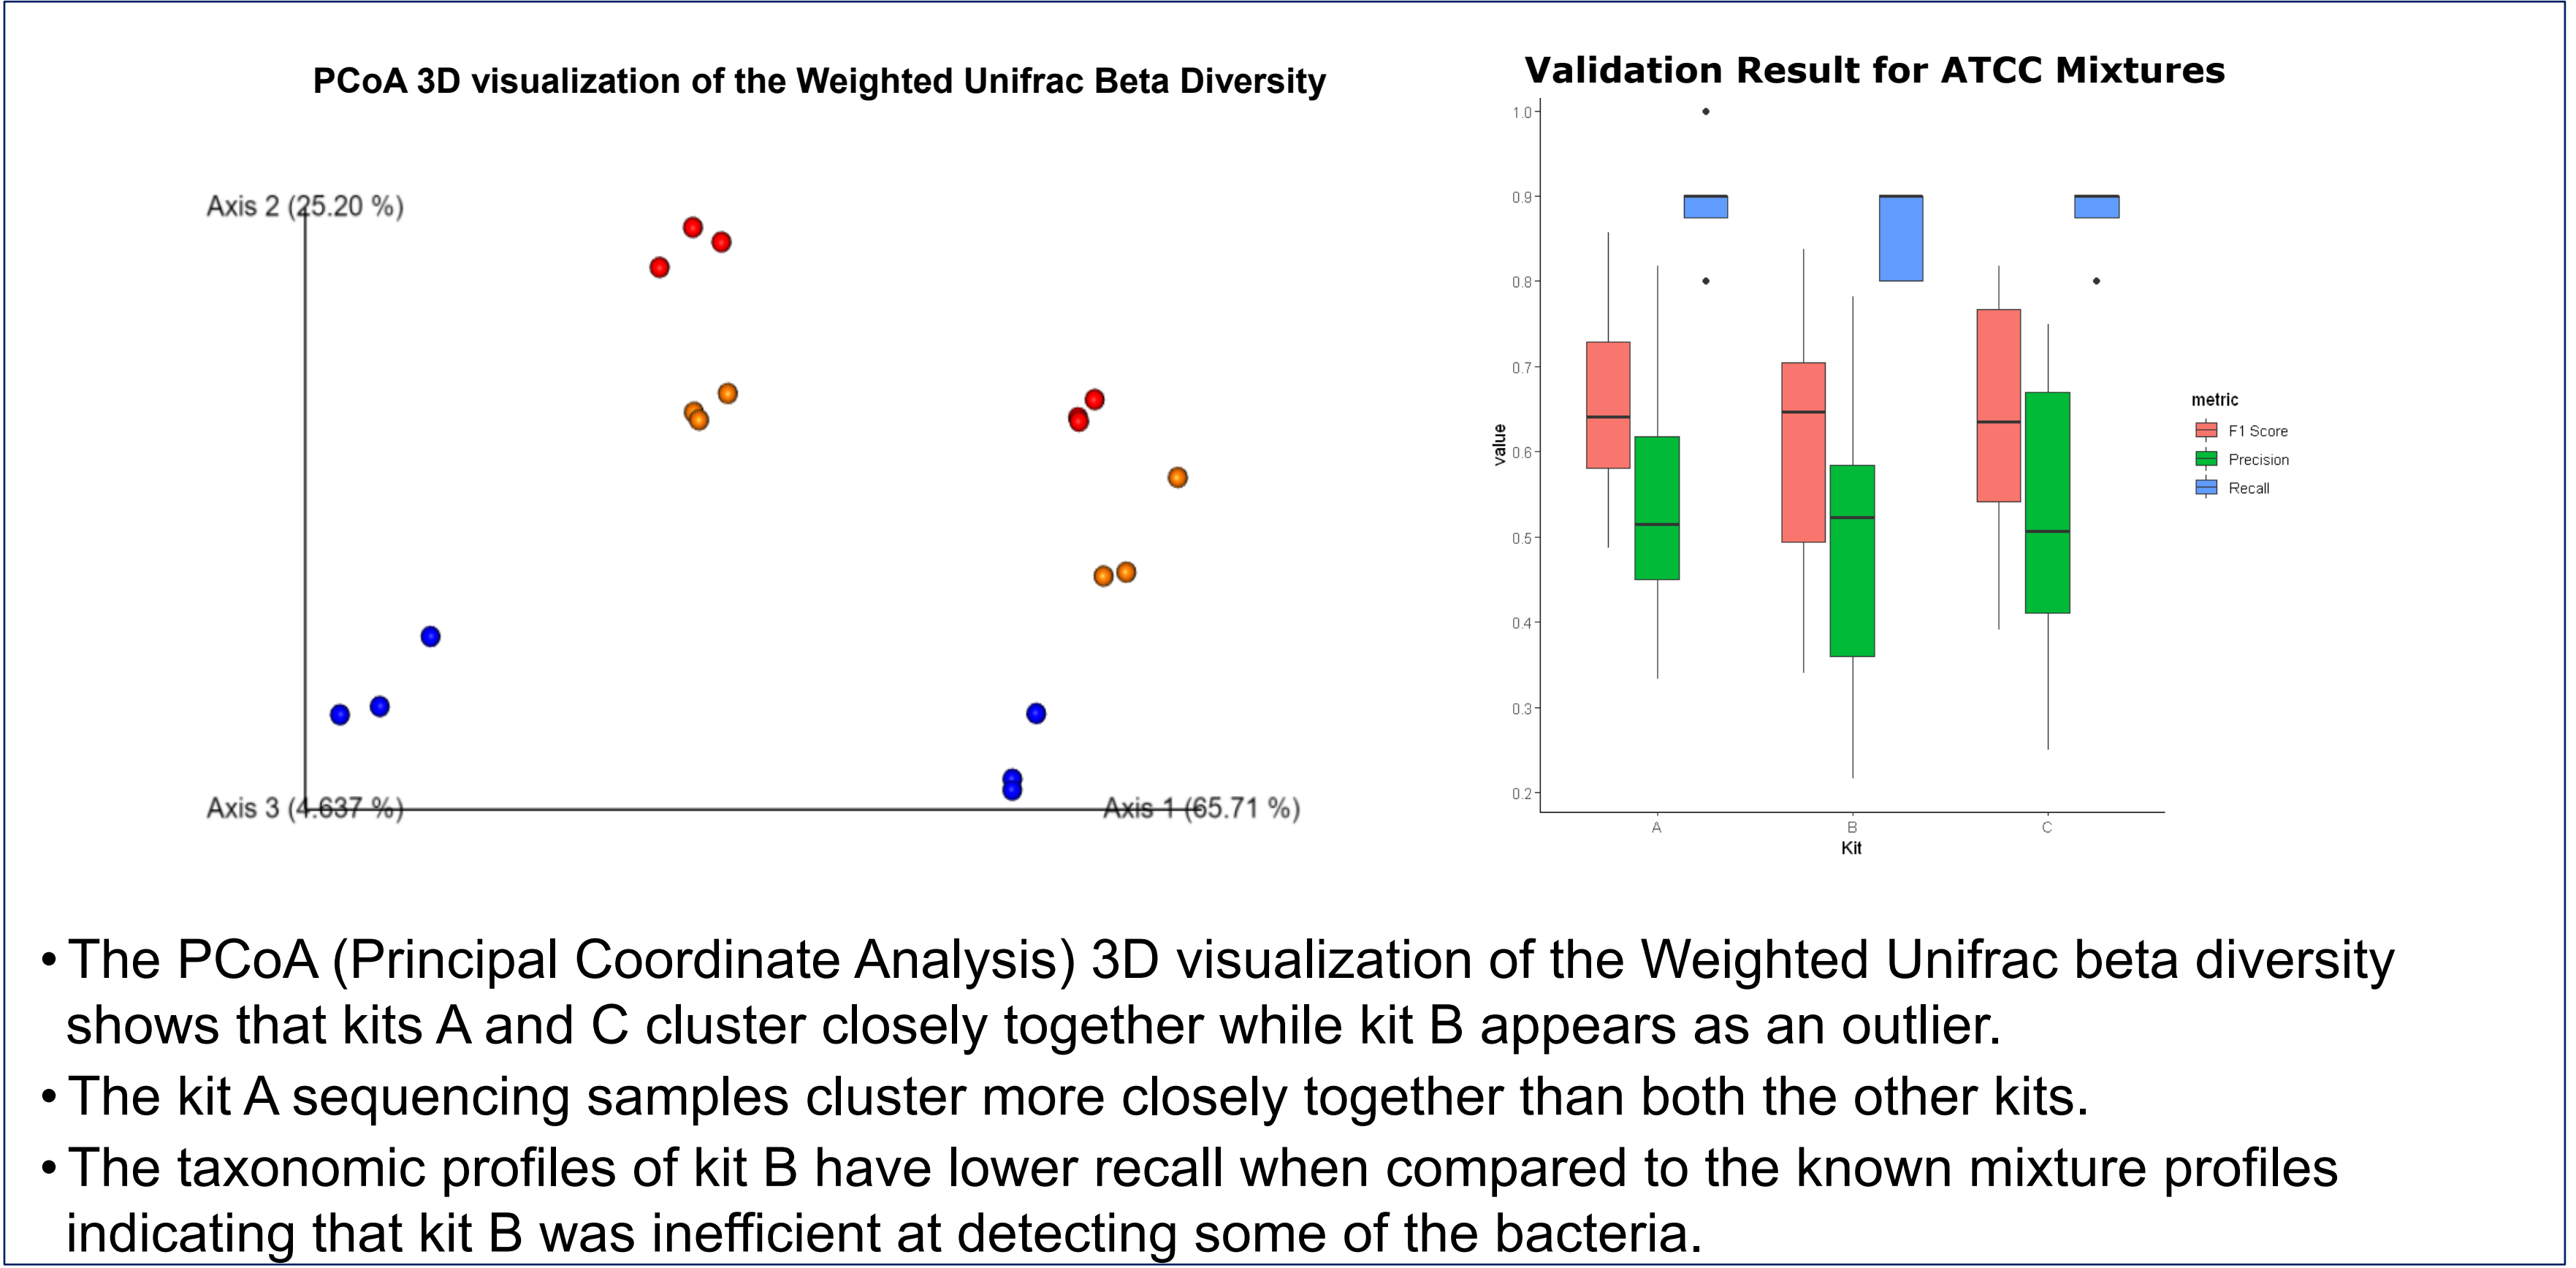 PCoA 3D visualization of the Weighted Unifrac Beta Diversity
Axis 2 (25.20 %)
Axis 3 (4.637 %)
Axis 1 (65.71 %)
Validation Result for ATCC Mixtures
1.0
0.9
0.8
0.7
0.6
0.5
0.4
0.3
0.2
value
A
B
C
Kit
metric
F1 Score
Precision
Recall
• The PCoA (Principal Coordinate Analysis) 3D visualization of the Weighted Unifrac beta diversity
shows that kits A and C cluster closely together while kit B appears as an outlier.
• The kit A sequencing samples cluster more closely together than both the other kits.
• The taxonomic profiles of kit B have lower recall when compared to the known mixture profiles
indicating that kit B was inefficient at detecting some of the bacteria.